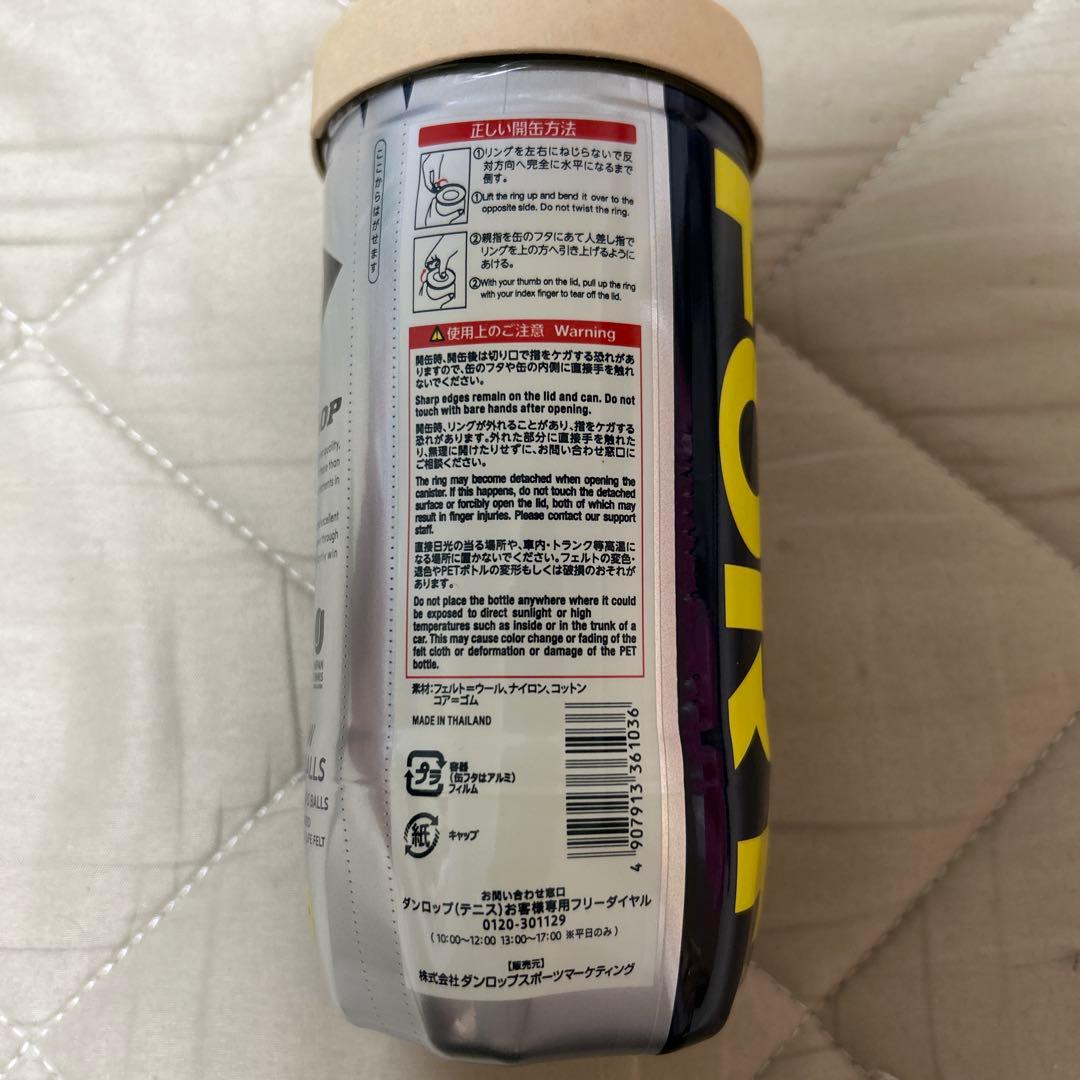 正しい開缶方法
①リングを左右にねじらないで反
対方向へ完全に水平になるまで
倒す。
①Lift the ring up and bend it over to the
opposite side. Do not twist the ring.
②親指を缶のフタにあて人差し指で
リングを上の方へ引き上げるように
あける。
②With your thumb on the lid, pull up the ring
with your index finger to tear off the lid.
使用上のご注意 Warning
開缶時、開缶後は切り口で指をケガする恐れがあ
りますので、缶のフタや缶の内側に直接手を触れ
ないでください。
Sharp edges remain on the lid and can. Do not
touch with bare hands after opening.
開缶時、リングが外れることがあり、指をケガする
恐れがあります。外れた部分に直接手を触れた
り、無理に開けたりせずに、お問い合わせ窓口に
ご相談ください。
The ring may become detached when opening the
canister. If this happens, do not touch the detached
surface or forcibly open the lid, both of which may
result in finger injuries. Please contact our support
staff.
直接日光の当る場所や、車内・トランク等高温に
なる場所に置かないでください。フェルトの変色・
退色やPETボトルの変形もしくは破損のおそれが
あります。
Do not place the bottle anywhere where it could
be exposed to direct sunlight or high
temperatures such as inside or in the trunk of a
car. This may cause color change or fading of the
felt cloth or deformation or damage of the PET
bottle.
素材:フェルト=ウール、ナイロン、コットン
コア=ゴム
MADE IN THAILAND
プラ
容器
(缶フタはアルミ)
フィルム
紙
キャップ
4 907913 361036
お問い合わせ窓口
ダンロップ(テニス)お客様専用フリーダイヤル
0120-301129
(10:00〜12:00 13:00〜17:00 ※平日のみ)
【販売元】
株式会社ダンロップスポーツマーケティング
ここからはがせます
OP
quality,
than
in
excellent
through
win
BALLS
FELT
FORT